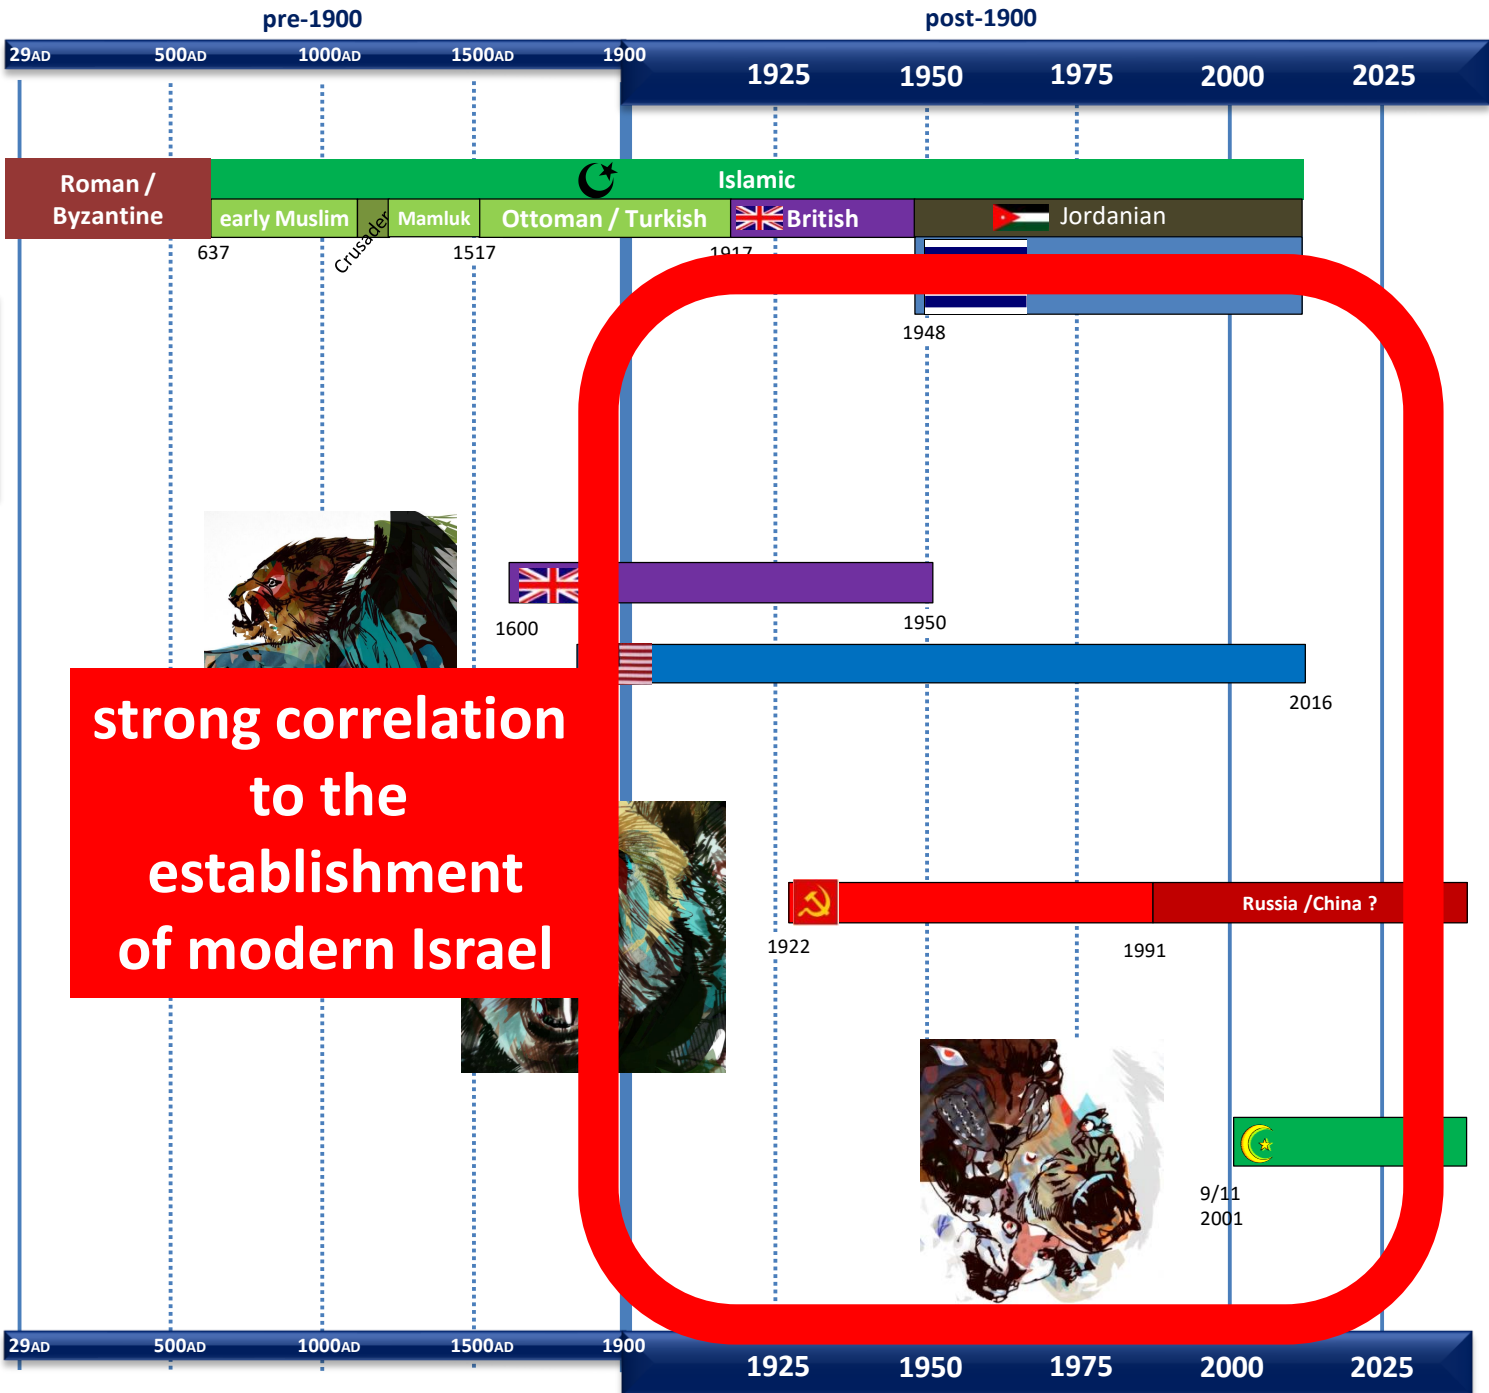 pre-1900
post-1900
29AD 500AD 1000AD 1500AD 1900
1925 1950 1975 2000 2025
Roman /
Byzantine
Islamic
early Muslim
Crusader
Mamluk
Ottoman / Turkish
British
Jordanian
637
1517
1917
1948
1600
1950
2016
strong correlation
to the
establishment
of modern Israel
Russia /China ?
1922
1991
9/11
2001
29AD 500AD 1000AD 1500AD 1900
1925 1950 1975 2000 2025